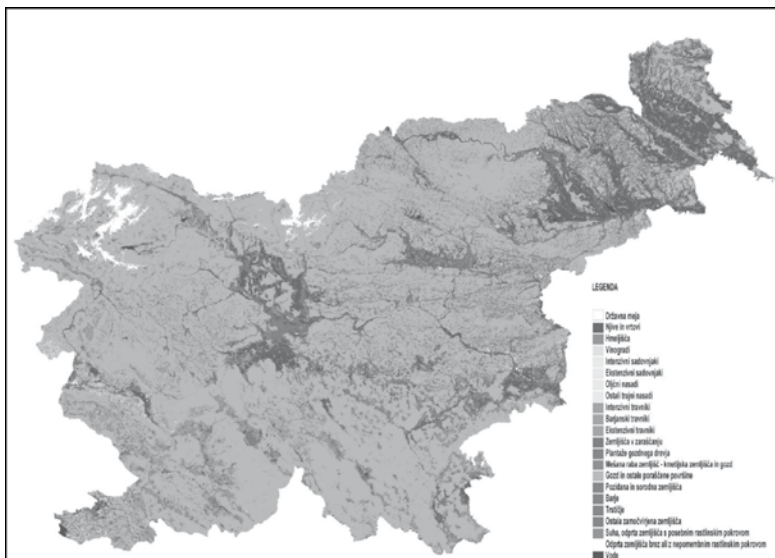 LEGENDA
Državna meja
Njive in vrtovi
Hmeljišča
Vinogradi
Intenzivni sadovnjaki
Ekstenzivni sadovnjaki
Oljčni nasadi
Ostali trajni nasadi
Intenzivni travniki
Barjanski travniki
Ekstenzivni travniki
Zemljišča v zaraščanju
Plantaže gozdnega drevja
Mešana raba zemljišč - kmetijska zemljišča in gozd
Gozd in ostale poraščene površine
Pozidana in sorodna zemljišča
Barje
Trstičje
Ostala zamočvirjena zemljišča
Suha, odprta zemljišča s posebnim rastlinskim pokrovom
Odprta zemljišča brez ali z nepomembnim rastlinskim pokrovom
Vode